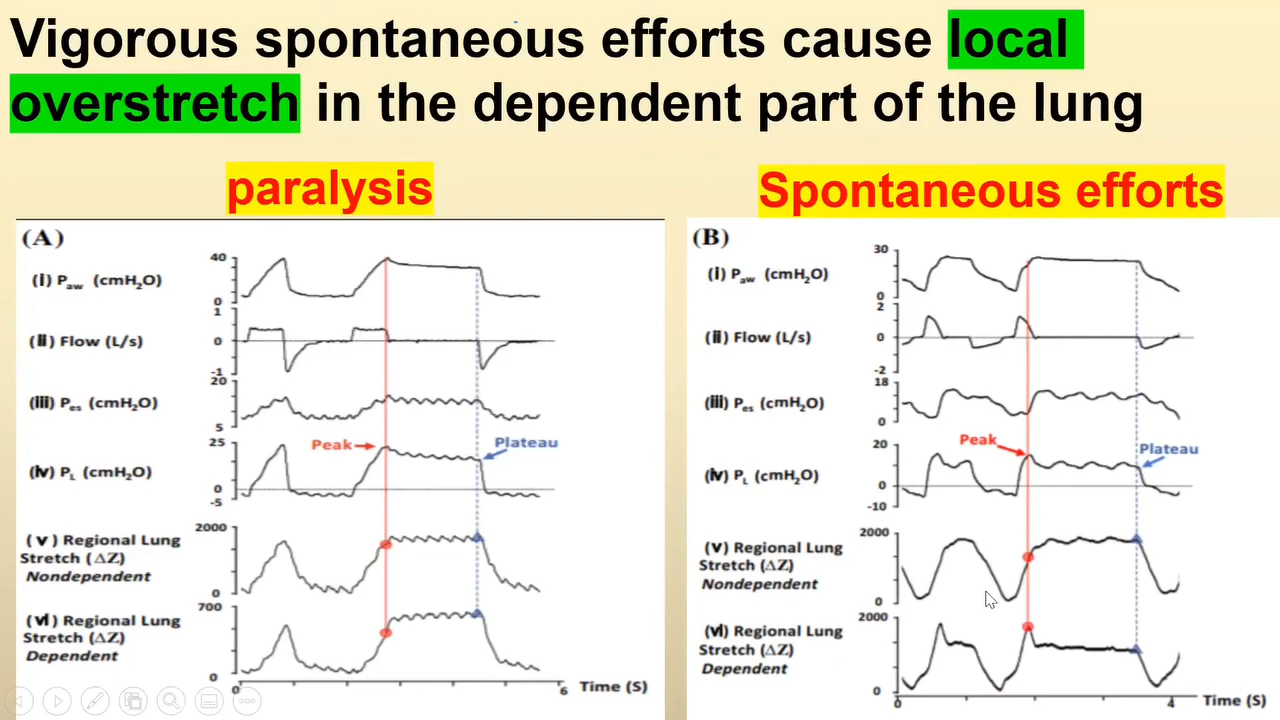 Vigorous spontaneous efforts cause local
overstretch in the dependent part of the lung
paralysis
Spontaneous efforts
(A)
(i) Paw (cmH2O)
40
0
(ii) Flow (L/s)
1
0
-1
(iii) Pes (cmH2O)
20
5
(iv) PL (cmH2O)
25
0
-5
Peak
Plateau
(v) Regional Lung
Stretch (ΔZ)
Nondependent
2000
0
(vi) Regional Lung
Stretch (ΔZ)
Dependent
700
0
0
6
Time (S)
(B)
(i) Paw (cmH2O)
30
0
(ii) Flow (L/s)
2
0
-2
(iii) Pes (cmH2O)
18
0
(iv) PL (cmH2O)
20
0
-10
Peak
Plateau
(v) Regional Lung
Stretch (ΔZ)
Nondependent
2000
0
(vi) Regional Lung
Stretch (ΔZ)
Dependent
2000
0
0
4
Time (S)